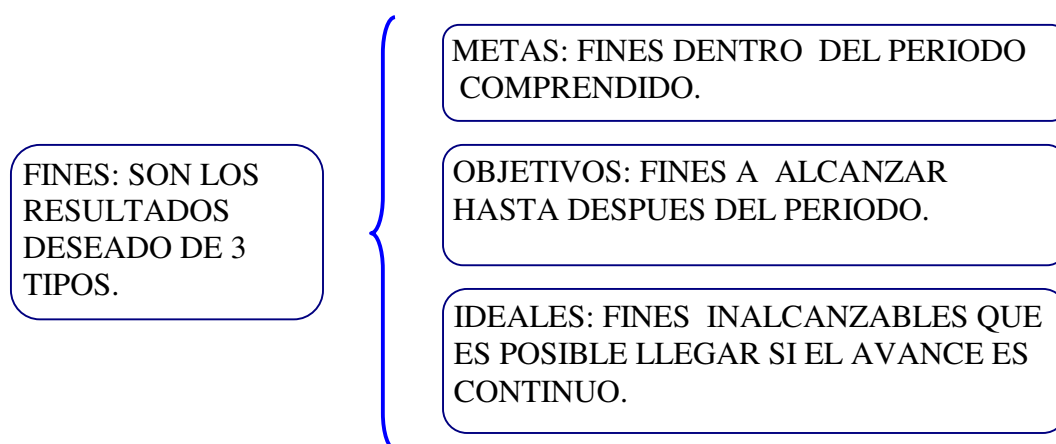 METAS: FINES DENTRO DEL PERIODO
COMPRENDIDO.
FINES: SON LOS
RESULTADOS
DESEADO DE 3
TIPOS.
OBJETIVOS: FINES A ALCANZAR
HASTA DESPUES DEL PERIODO.
IDEALES: FINES INALCANZABLES QUE
ES POSIBLE LLEGAR SI EL AVANCE ES
CONTINUO.